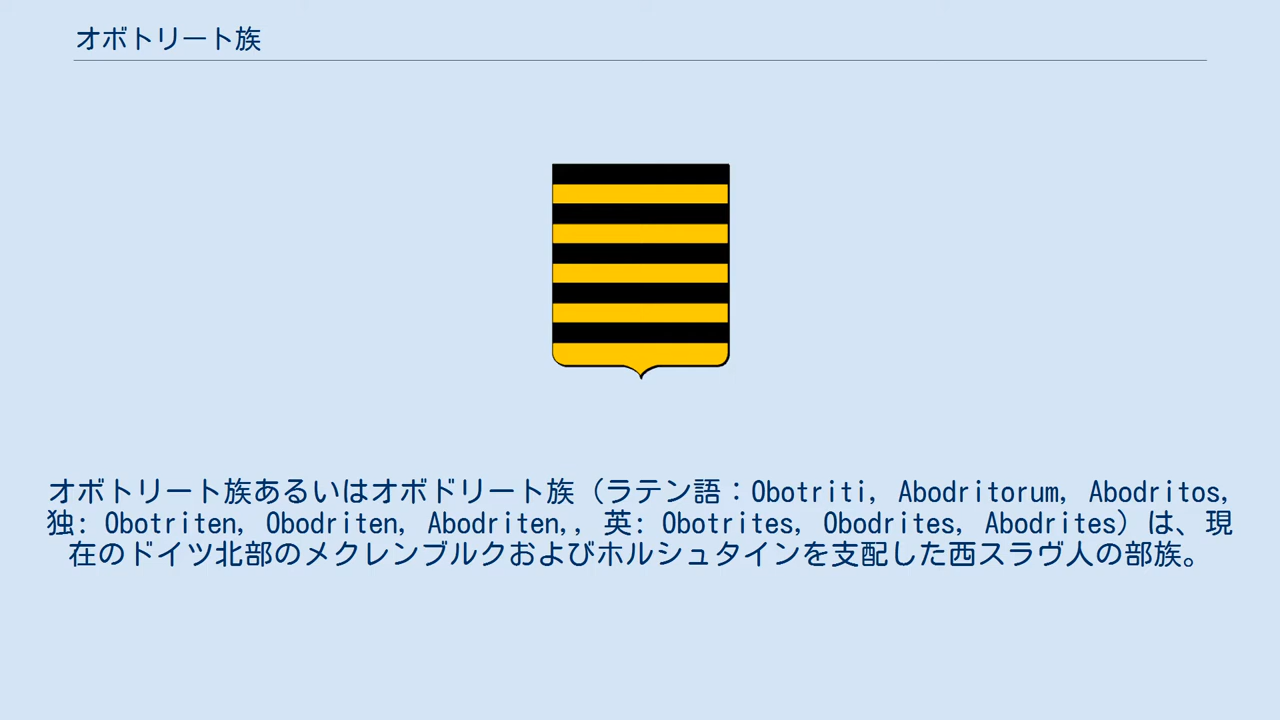 オボトリート族
オボトリート族あるいはオボドリート族（ラテン語：Obotriti, Abodritorum, Abodritos,
独: Obotriten, Obodriten, Abodriten,, 英: Obotrites, Obodrites, Abodrites）は、現
在のドイツ北部のメクレンブルクおよびホルシュタインを支配した西スラヴ人の部族。